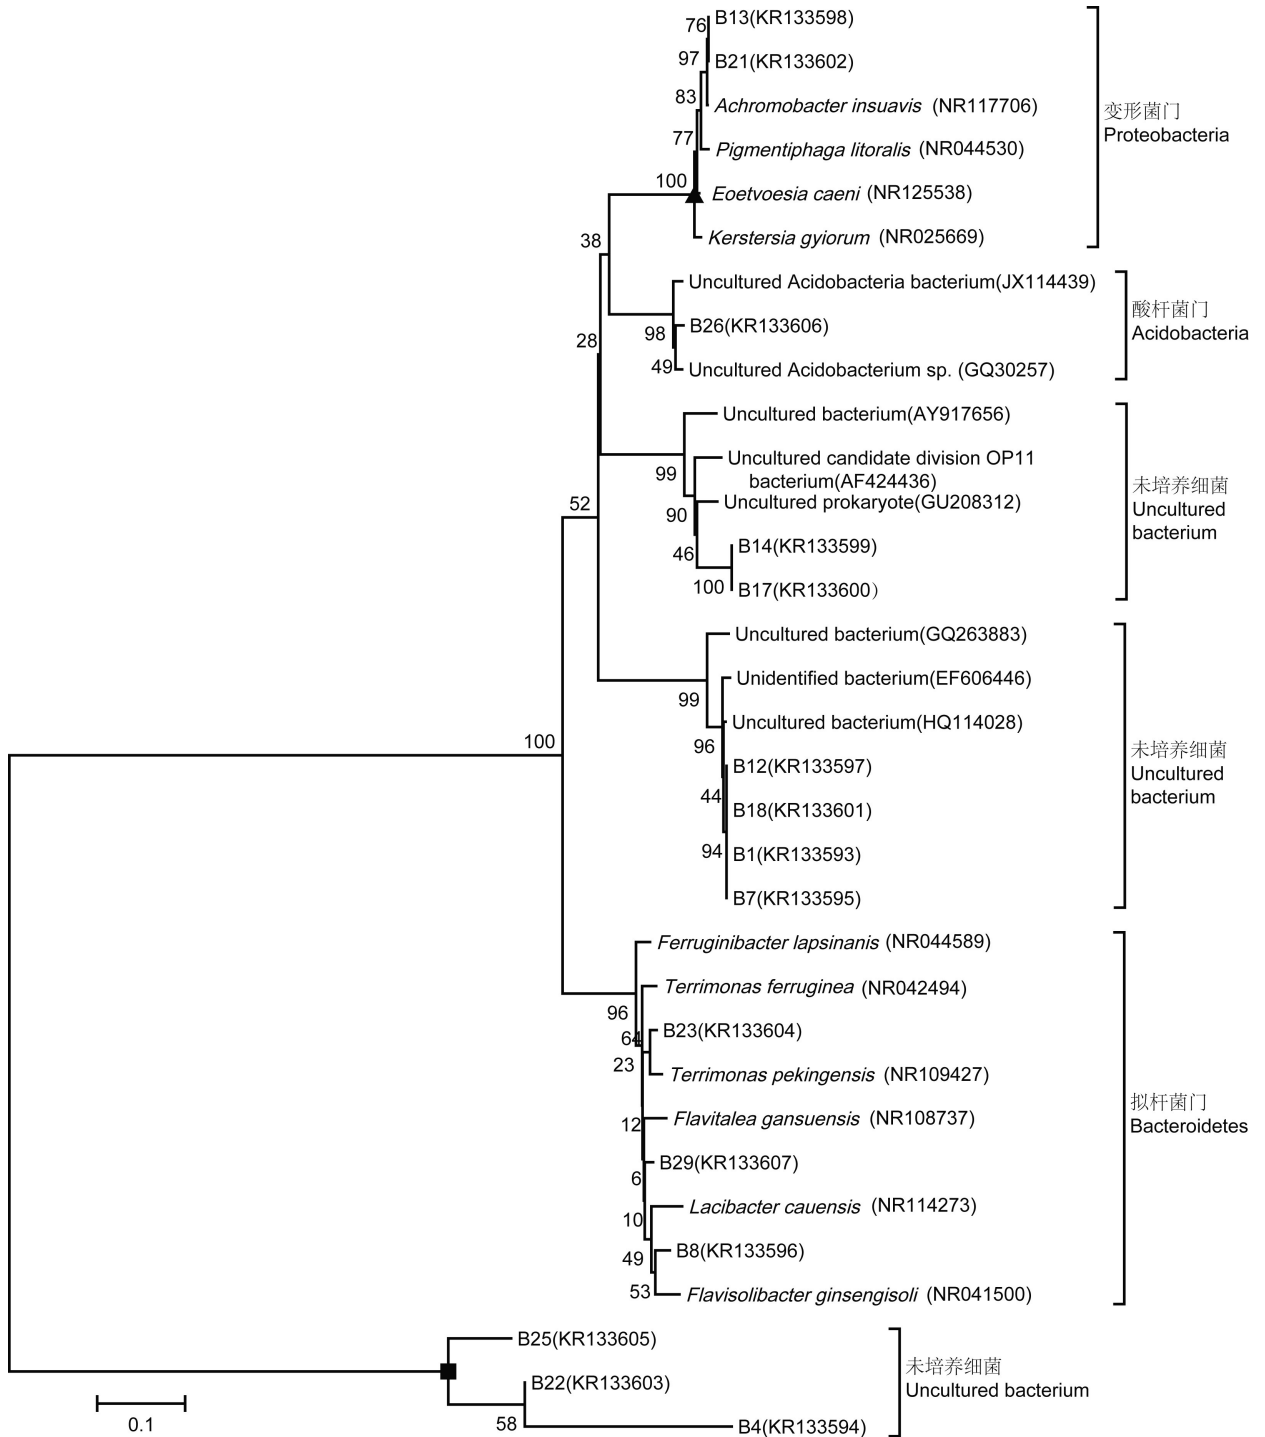 76
B13(KR133598)
97
B21(KR133602)
83
Achromobacter insuavis (NR117706)
变形菌门
Proteobacteria
77
Pigmentiphaga litoralis (NR044530)
100
Eoetvoesia caeni (NR125538)
Kerstersia gyiorum (NR025669)
38
Uncultured Acidobacteria bacterium(JX114439)
酸杆菌门
Acidobacteria
B26(KR133606)
98
28
49
Uncultured Acidobacterium sp. (GQ30257)
Uncultured bacterium(AY917656)
99
Uncultured candidate division OP11
bacterium(AF424436)
未培养细菌
Uncultured
bacterium
52
90
Uncultured prokaryote(GU208312)
46
B14(KR133599)
100
B17(KR133600）
Uncultured bacterium(GQ263883)
99
Unidentified bacterium(EF606446)
Uncultured bacterium(HQ114028)
96
未培养细菌
Uncultured
bacterium
100
B12(KR133597)
44
B18(KR133601)
94
B1(KR133593)
B7(KR133595)
Ferruginibacter lapsinanis (NR044589)
Terrimonas ferruginea (NR042494)
96
64
B23(KR133604)
23
Terrimonas pekingensis (NR109427)
拟杆菌门
Bacteroidetes
12
Flavitalea gansuensis (NR108737)
B29(KR133607)
6
Lacibacter cauensis (NR114273)
10
49
B8(KR133596)
53
Flavisolibacter ginsengisoli (NR041500)
B25(KR133605)
未培养细菌
Uncultured bacterium
B22(KR133603)
58
B4(KR133594)
0.1